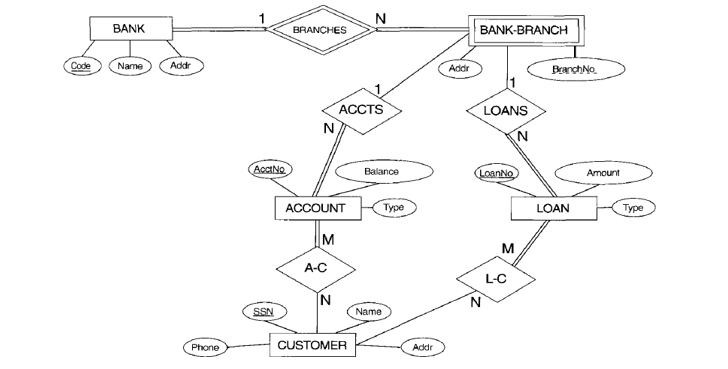 1 N
BANK BRANCHES BANK-BRANCH
Code Name Addr Addr BranchNo
1 1
ACCTS LOANS
N N
AcctNo Balance LoanNo Amount
ACCOUNT Type LOAN Type
M M
A-C L-C
N N
SSN Name
CUSTOMER
Phone Addr